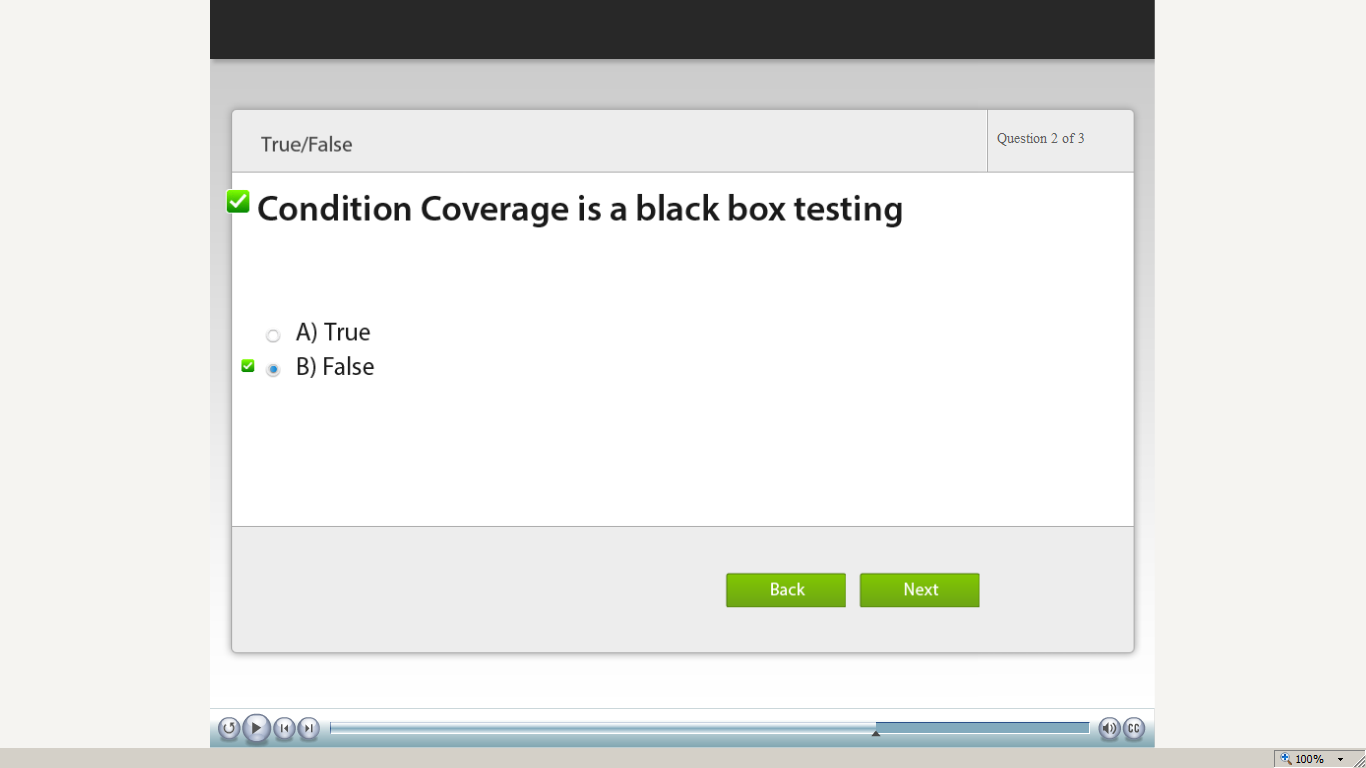 True/False
Question 2 of 3
Condition Coverage is a black box testing
A) True
B) False
Back
Next
CC
100%